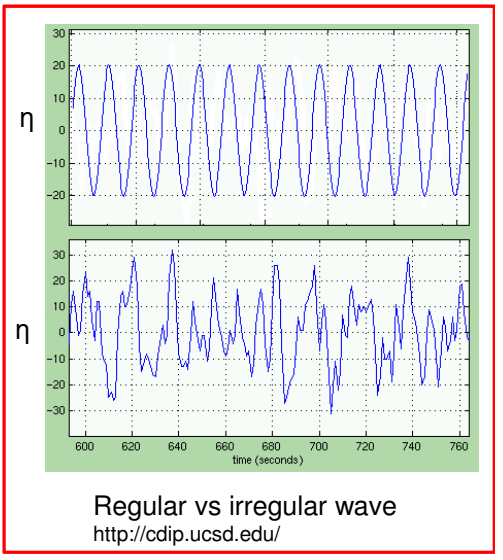 30
20
10
η
0
-10
-20
30
20
10
η
0
-10
-20
-30
600 620 640 660 680 700 720 740 760
time (seconds)
Regular vs irregular wave
http://cdip.ucsd.edu/